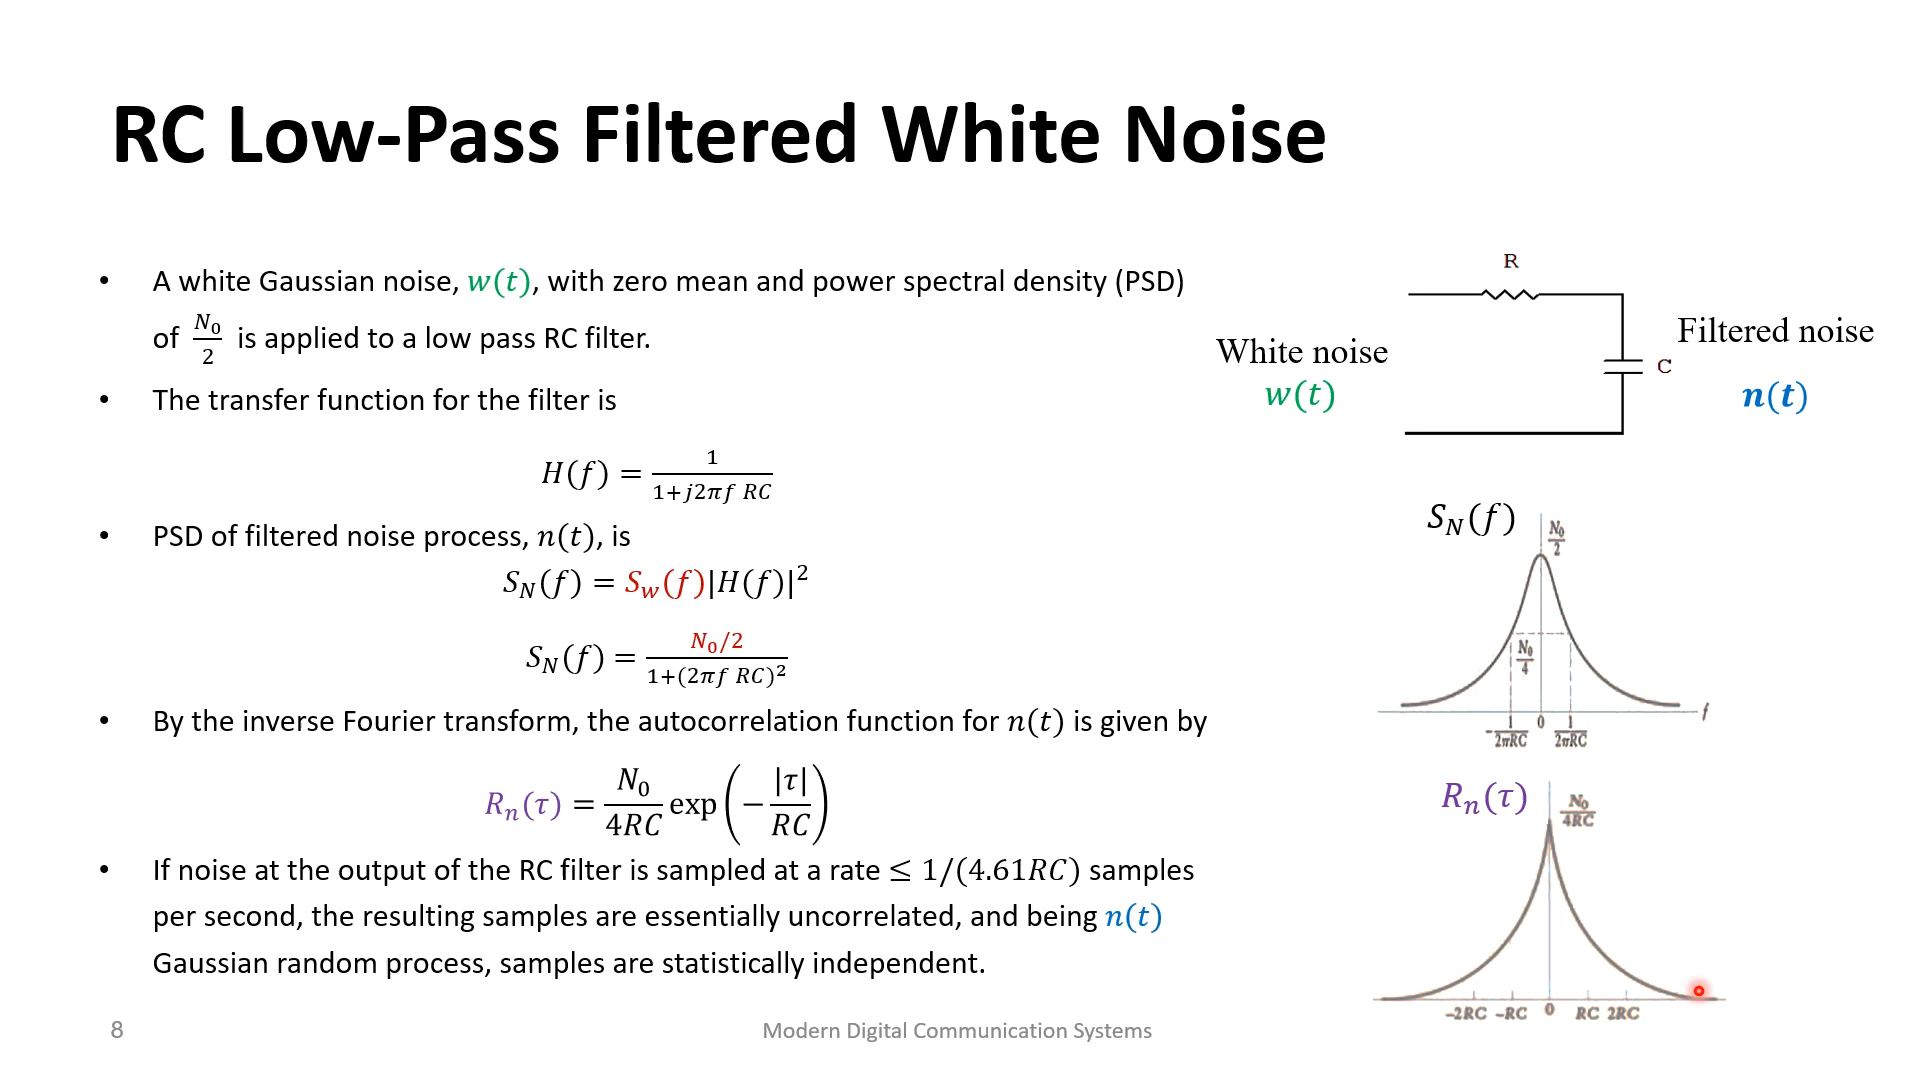 RC Low-Pass Filtered White Noise
• A white Gaussian noise, w(t), with zero mean and power spectral density (PSD)
of N₀/2 is applied to a low pass RC filter.
• The transfer function for the filter is
H(f) = 1/(1+j2πf RC)
• PSD of filtered noise process, n(t), is
S_N(f) = S_w(f)|H(f)|²
S_N(f) = (N₀/2)/(1+(2πf RC)²)
• By the inverse Fourier transform, the autocorrelation function for n(t) is given by
R_n(τ) = N₀/4RC exp(−|τ|/RC)
• If noise at the output of the RC filter is sampled at a rate ≤ 1/(4.61RC) samples
per second, the resulting samples are essentially uncorrelated, and being n(t)
Gaussian random process, samples are statistically independent.
R
White noise
w(t)
C
Filtered noise
n(t)
S_N(f)
N₀/2
N₀/4
f
−1/2πRC 0 1/2πRC
R_n(τ)
N₀/4RC
−2RC −RC 0 RC 2RC
8
Modern Digital Communication Systems